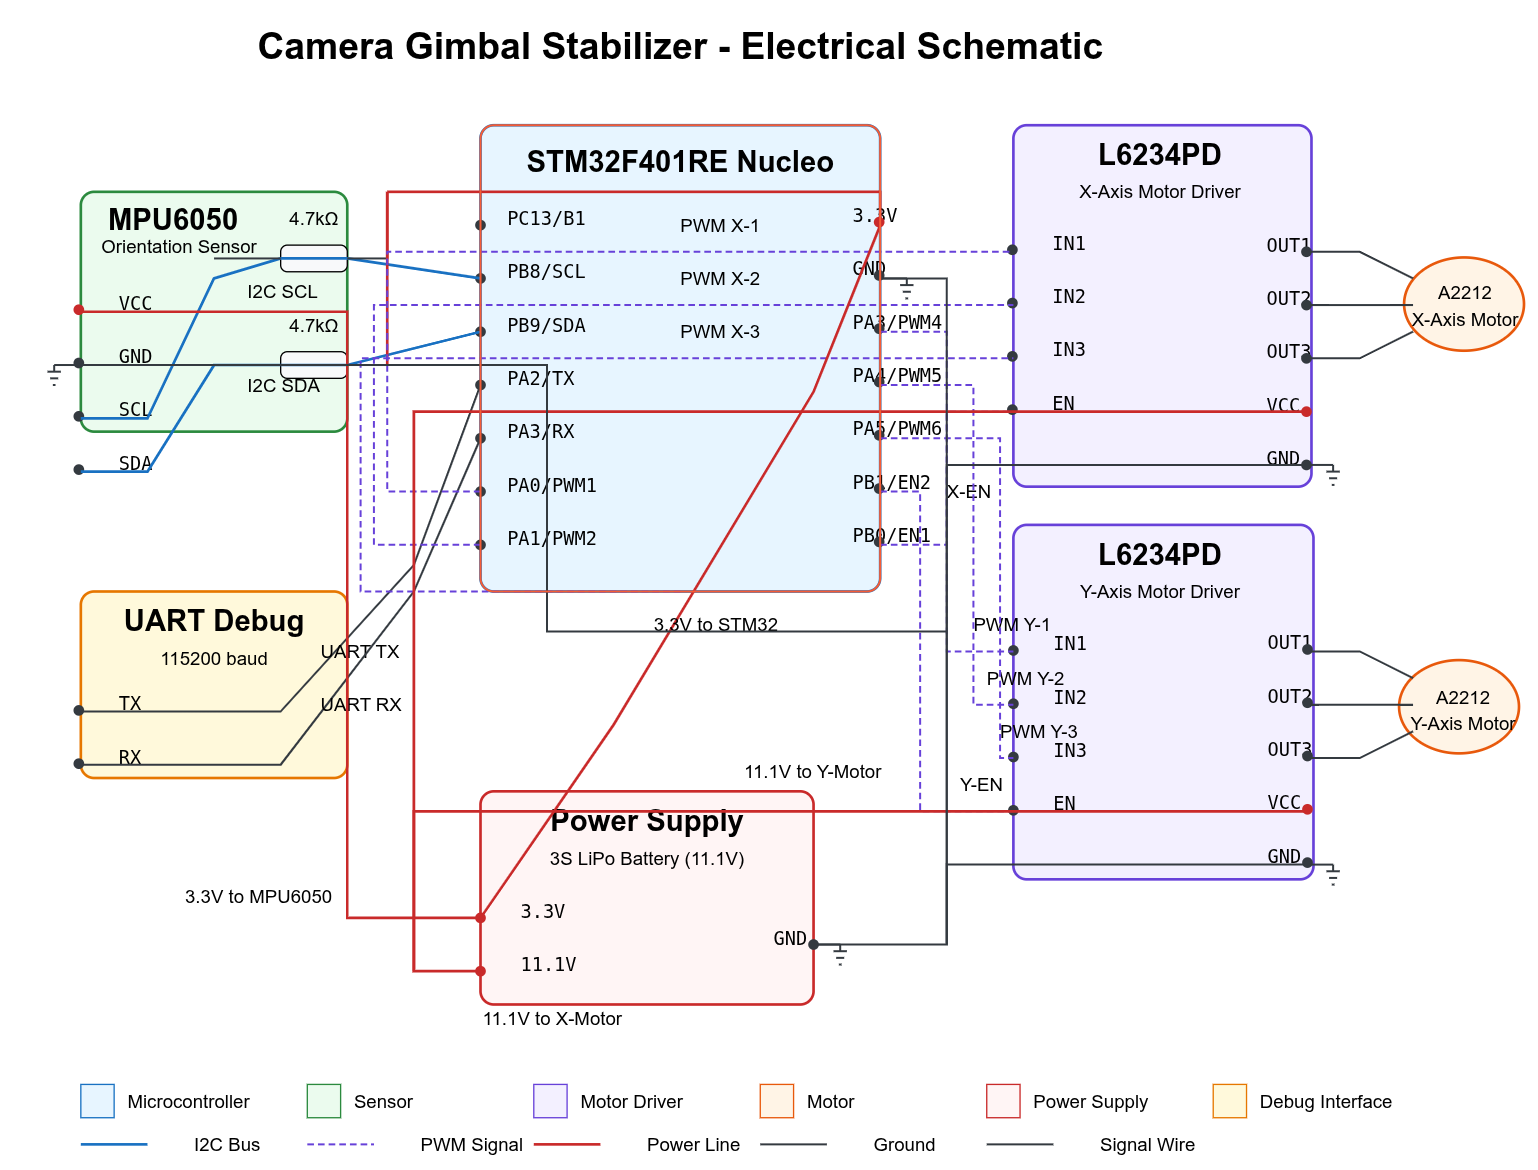 Camera Gimbal Stabilizer - Electrical Schematic
MPU6050
Orientation Sensor
4.7kΩ
I2C SCL
VCC
4.7kΩ
GND
I2C SDA
SCL
SDA
STM32F401RE Nucleo
PC13/B1
PWM X-1
3.3V
PB8/SCL
PWM X-2
GND
PB9/SDA
PWM X-3
PA3/PWM4
PA2/TX
PA4/PWM5
PA3/RX
PA5/PWM6
PA0/PWM1
PB1/EN2
PA1/PWM2
PB0/EN1
L6234PD
X-Axis Motor Driver
IN1
OUT1
IN2
OUT2
IN3
OUT3
EN
VCC
GND
X-EN
A2212
X-Axis Motor
UART Debug
115200 baud
TX
RX
UART TX
UART RX
3.3V to STM32
L6234PD
Y-Axis Motor Driver
PWM Y-1
IN1
OUT1
PWM Y-2
IN2
OUT2
PWM Y-3
IN3
OUT3
Y-EN
EN
VCC
GND
A2212
Y-Axis Motor
11.1V to Y-Motor
Power Supply
3S LiPo Battery (11.1V)
3.3V
GND
11.1V
3.3V to MPU6050
11.1V to X-Motor
Microcontroller
Sensor
Motor Driver
Motor
Power Supply
Debug Interface
I2C Bus
PWM Signal
Power Line
Ground
Signal Wire